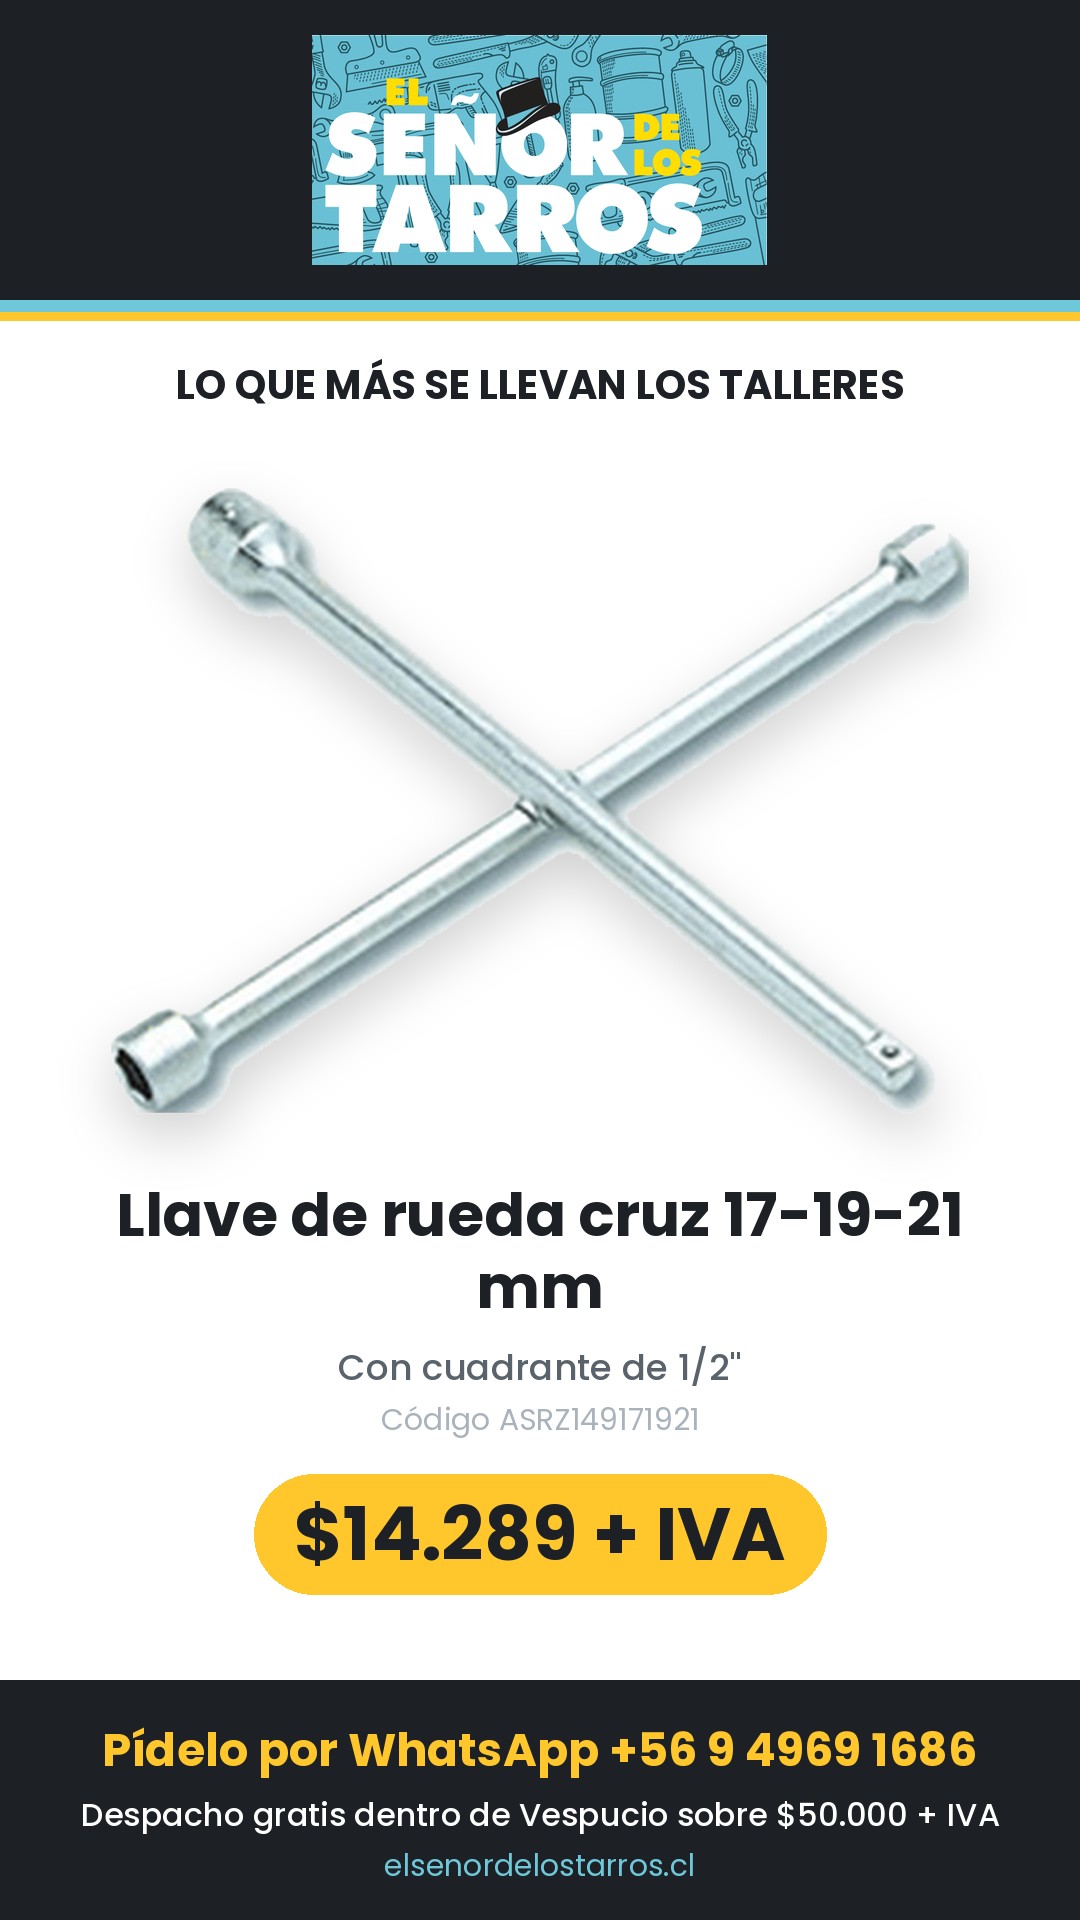 EL
SEÑOR DE LOS
TARROS
LO QUE MÁS SE LLEVAN LOS TALLERES
Llave de rueda cruz 17-19-21
mm
Con cuadrante de 1/2"
Código ASRZ149171921
$14.289 + IVA
Pídelo por WhatsApp +56 9 4969 1686
Despacho gratis dentro de Vespucio sobre $50.000 + IVA
elsenordelostarros.cl